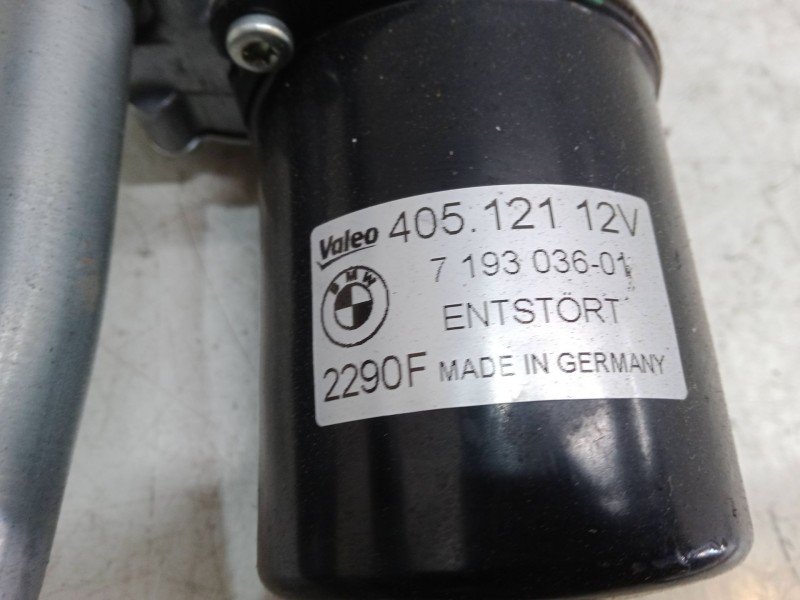 Valeo 405.121 12V
7 193 036-01
BMW
ENTSTÖRT
2290F MADE IN GERMANY